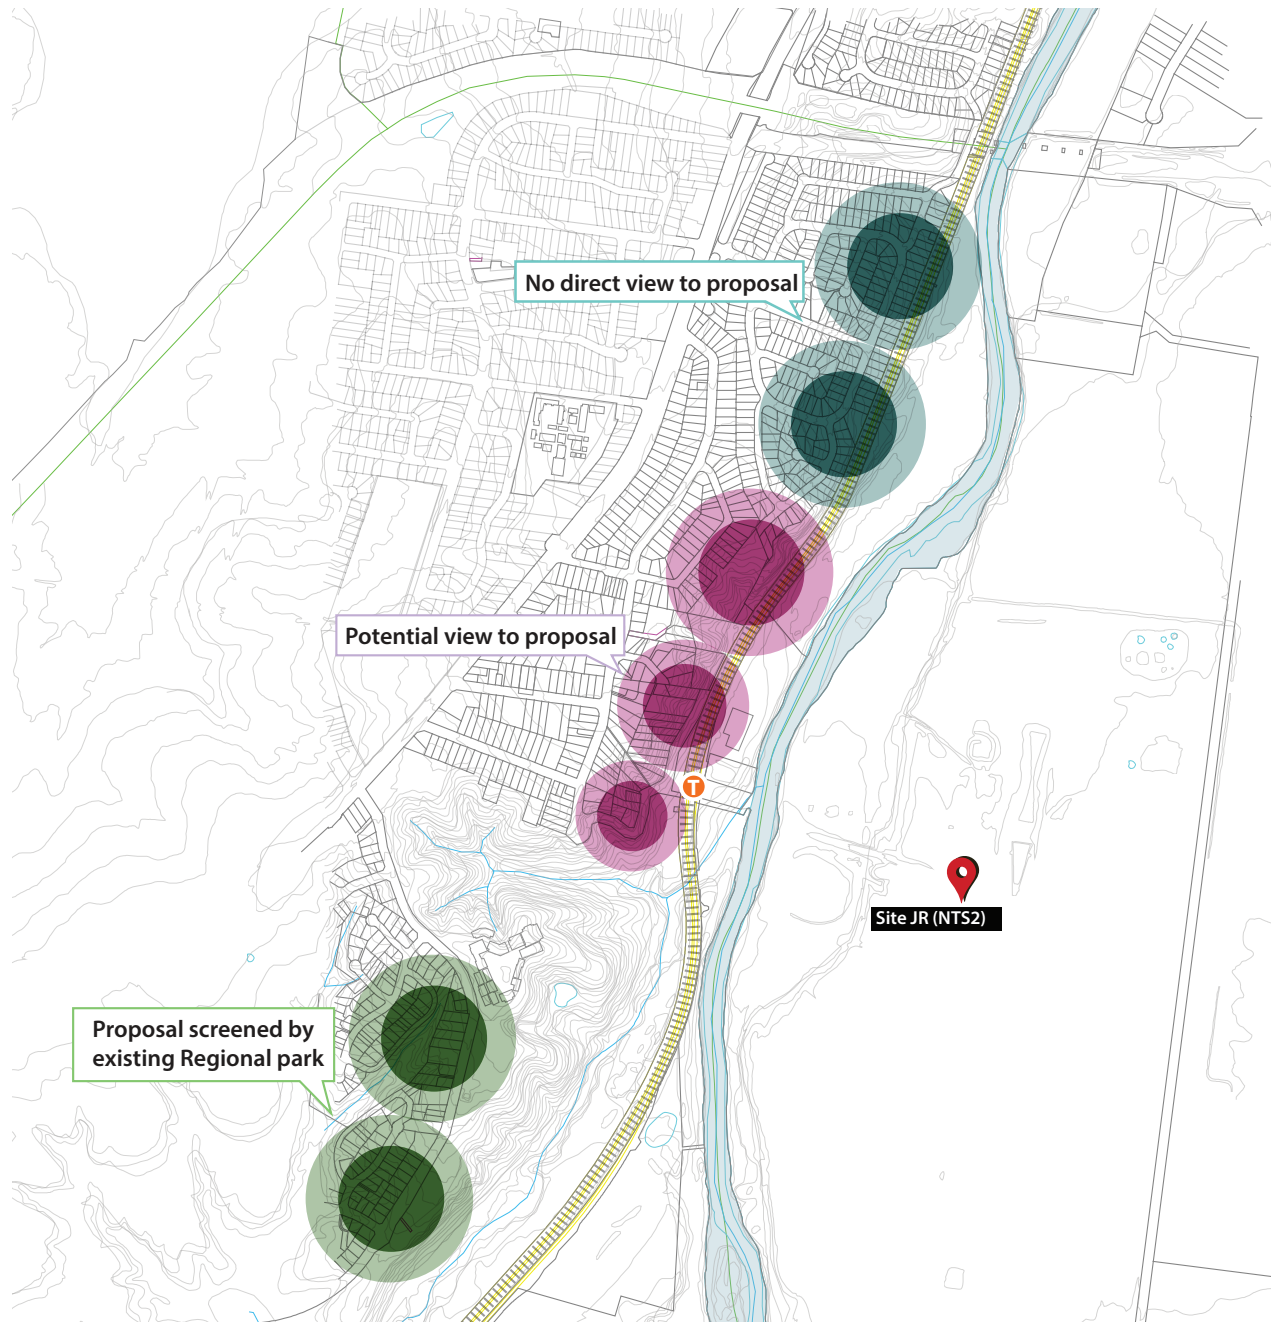 No direct view to proposal
Potential view to proposal
T
Site JR (NTS2)
Proposal screened by
existing Regional park